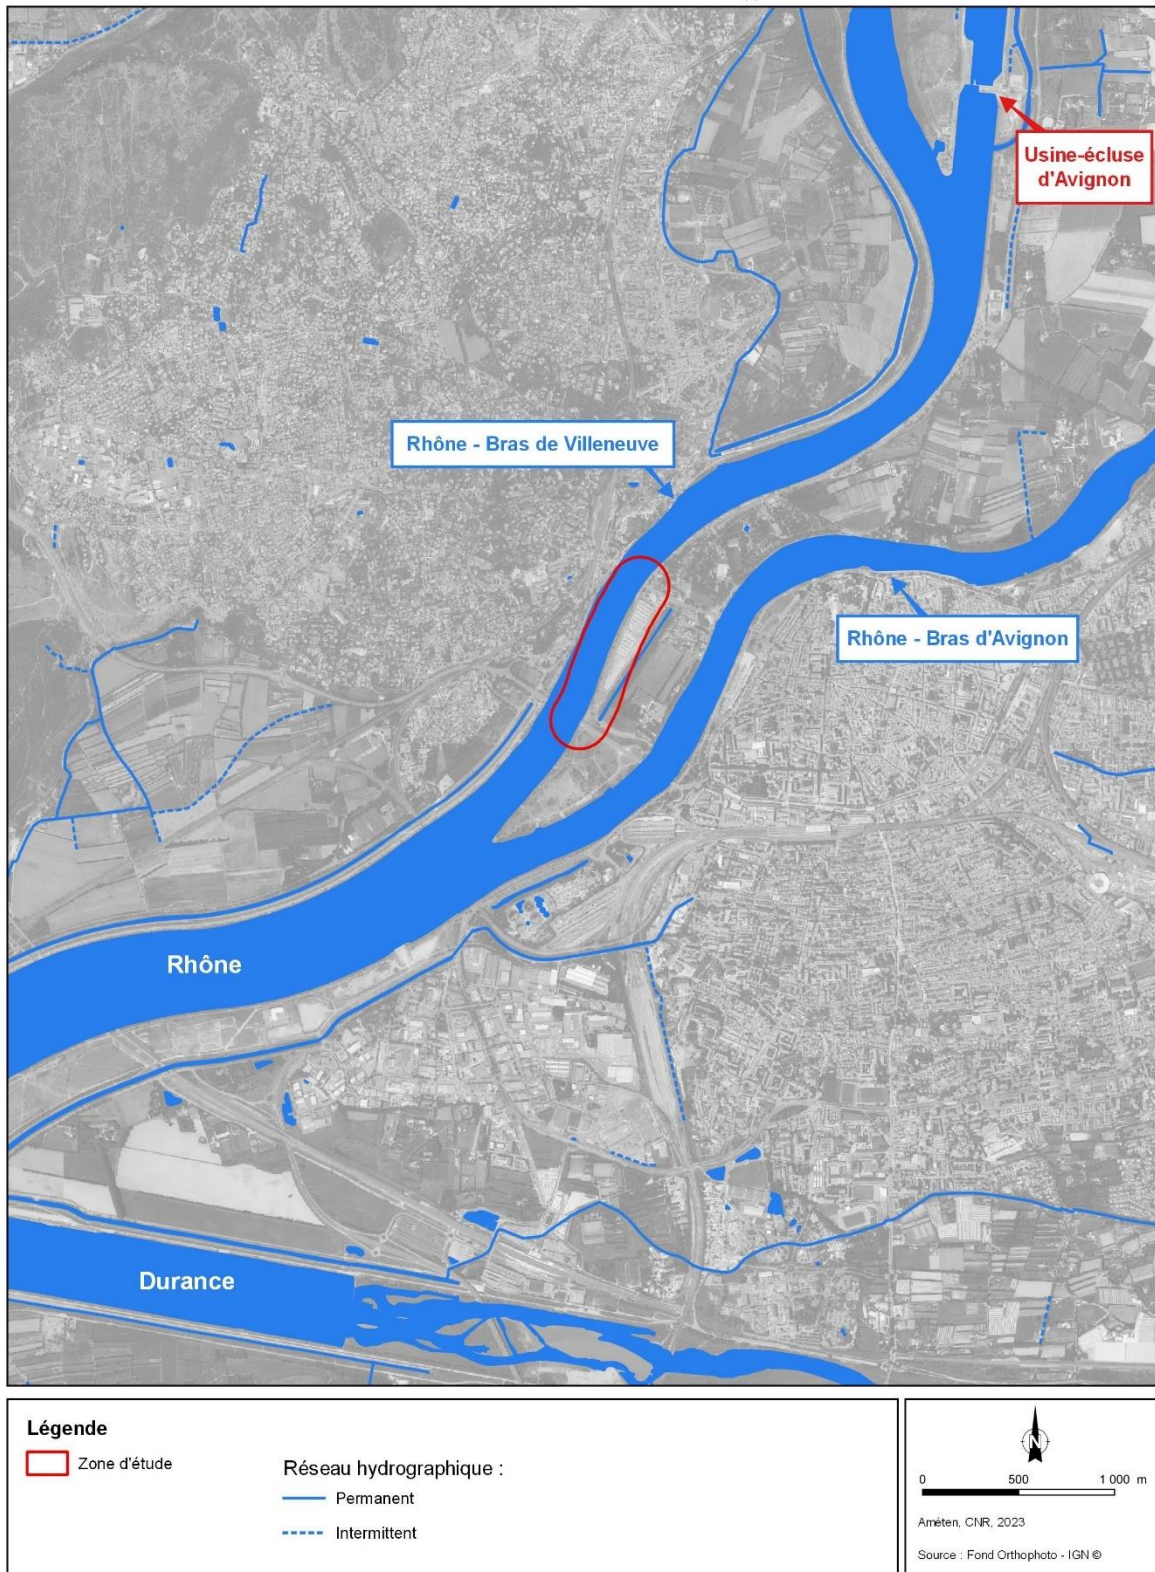 Usine-écluse
d'Avignon
Rhône - Bras de Villeneuve
Rhône - Bras d'Avignon
Rhône
Durance
Légende
Zone d'étude
Réseau hydrographique :
Permanent
Intermittent
N
0 500 1 000 m
Améten, CNR, 2023
Source : Fond Orthophoto - IGN ©